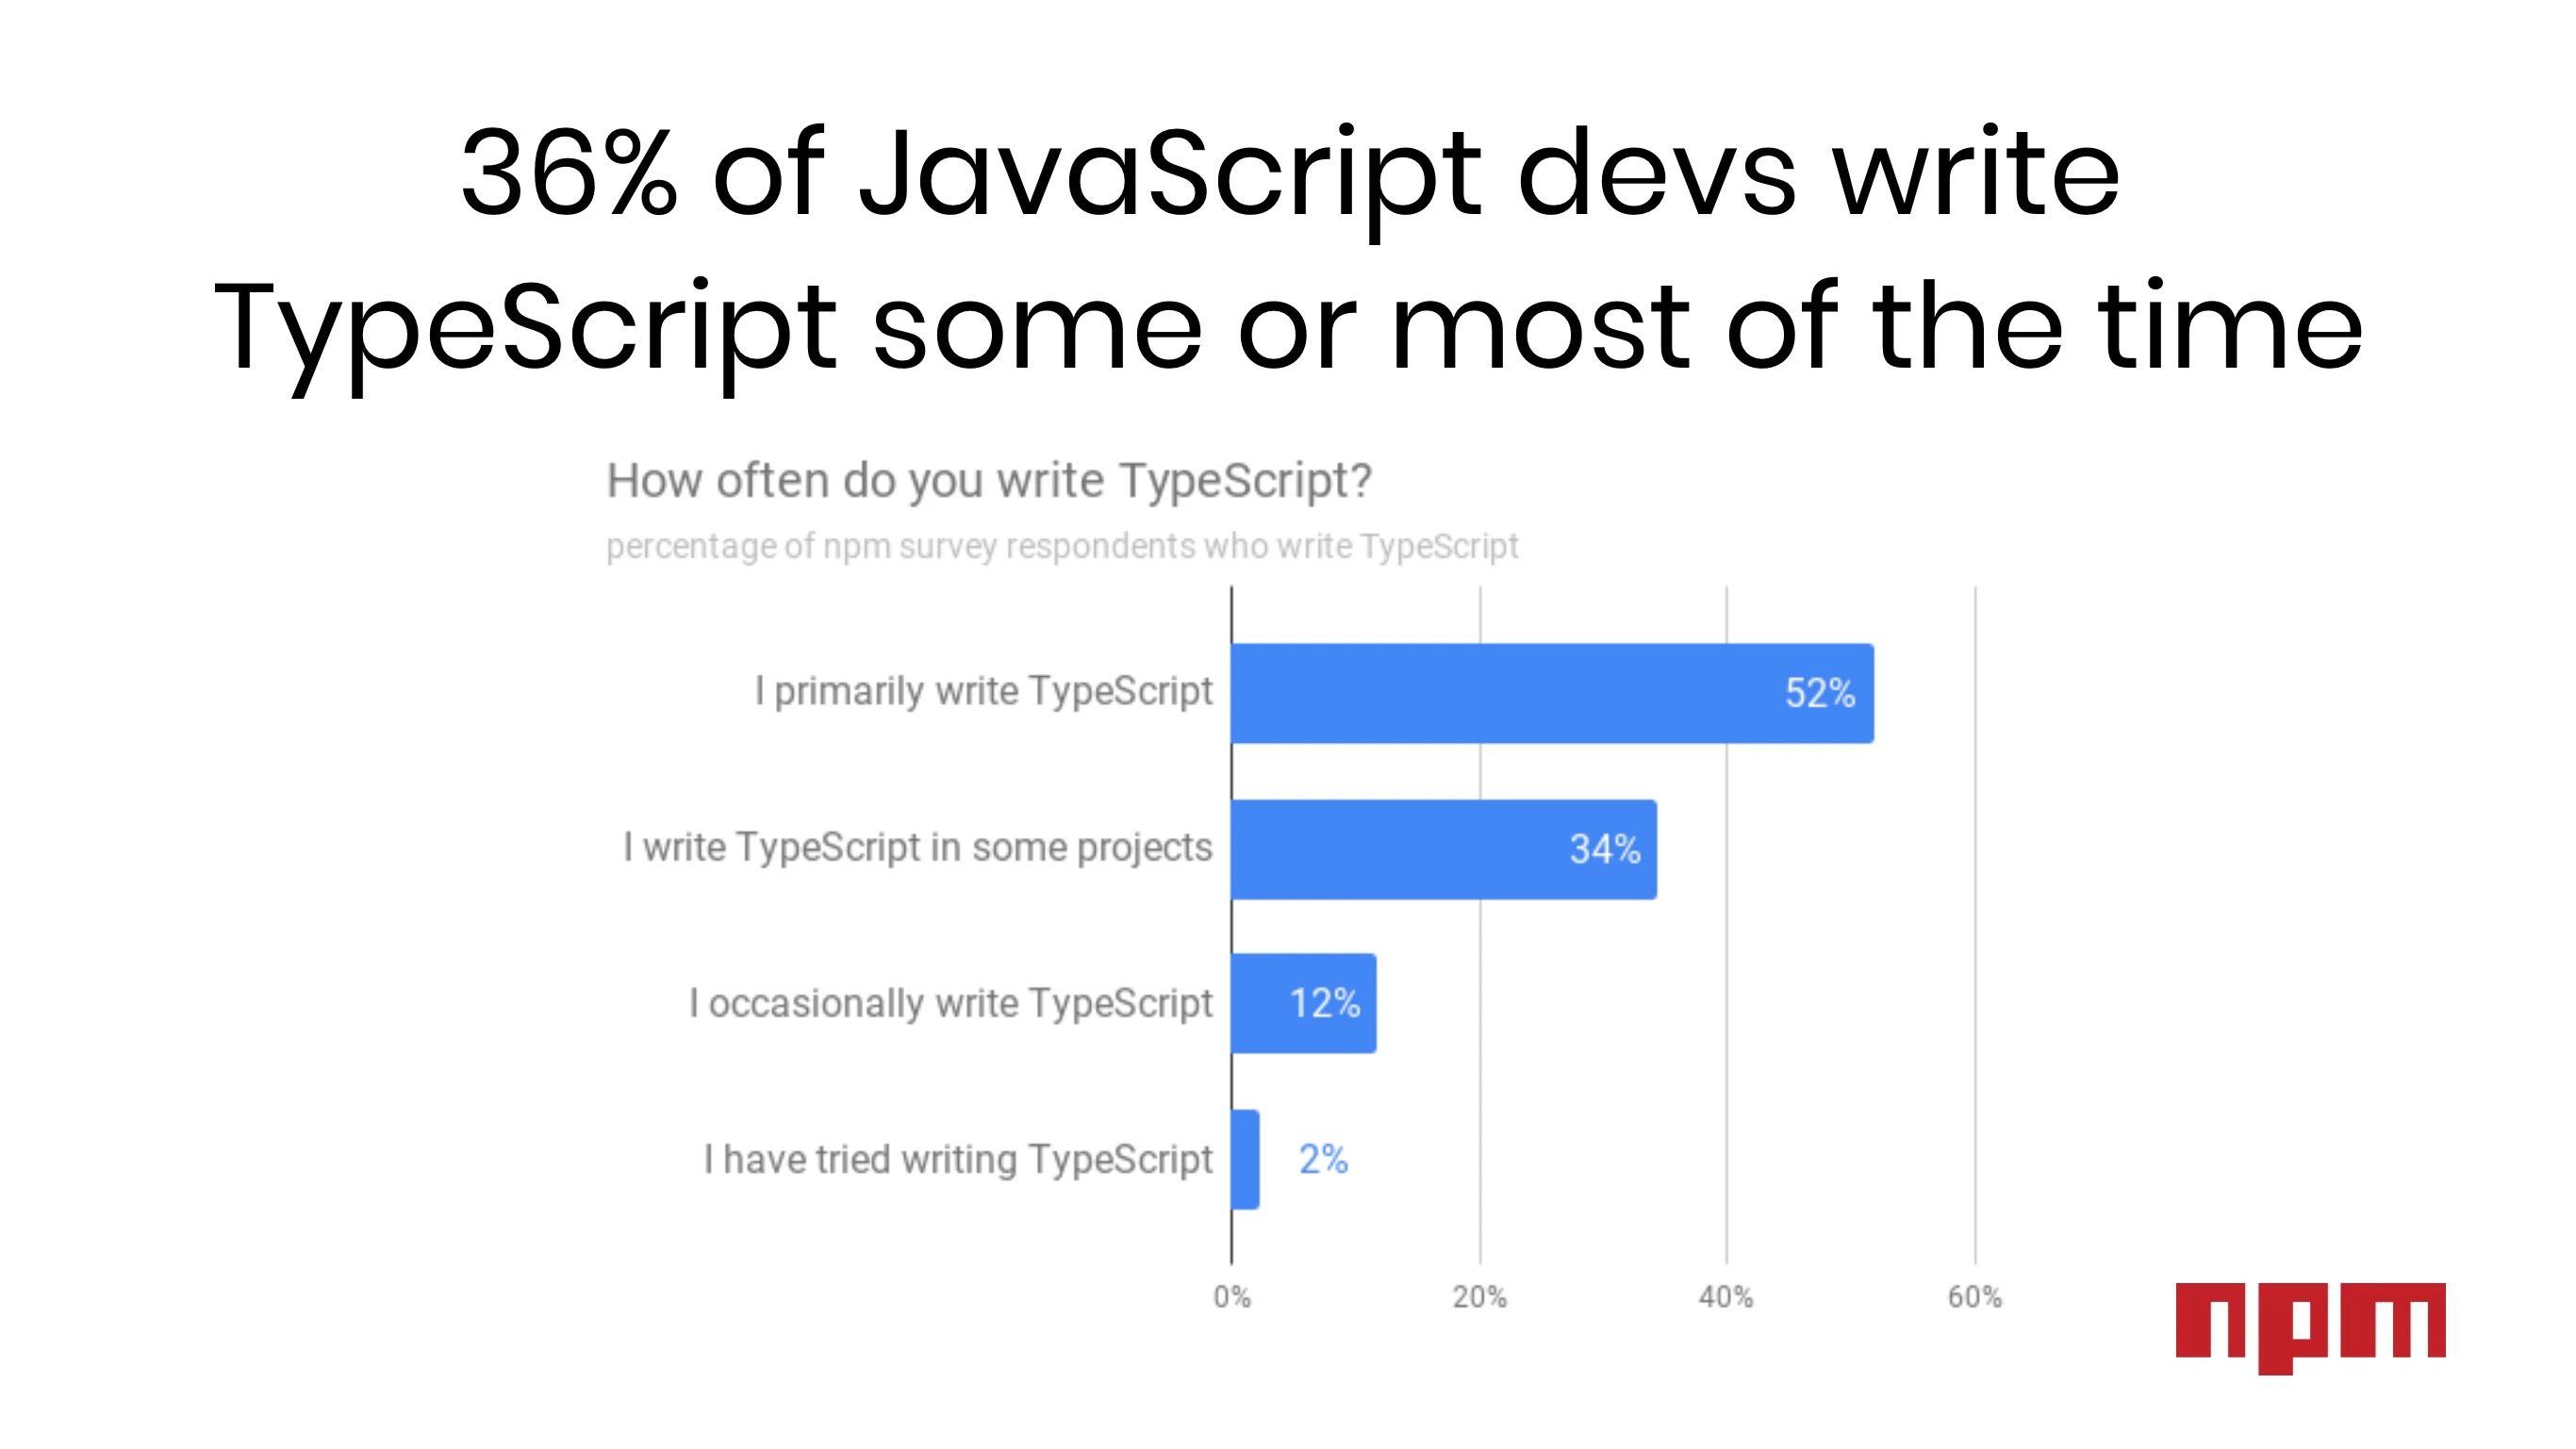 36% of JavaScript devs write
TypeScript some or most of the time
How often do you write TypeScript?
percentage of npm survey respondents who write TypeScript
I primarily write TypeScript 52%
I write TypeScript in some projects 34%
I occasionally write TypeScript 12%
I have tried writing TypeScript 2%
0% 20% 40% 60%
npm